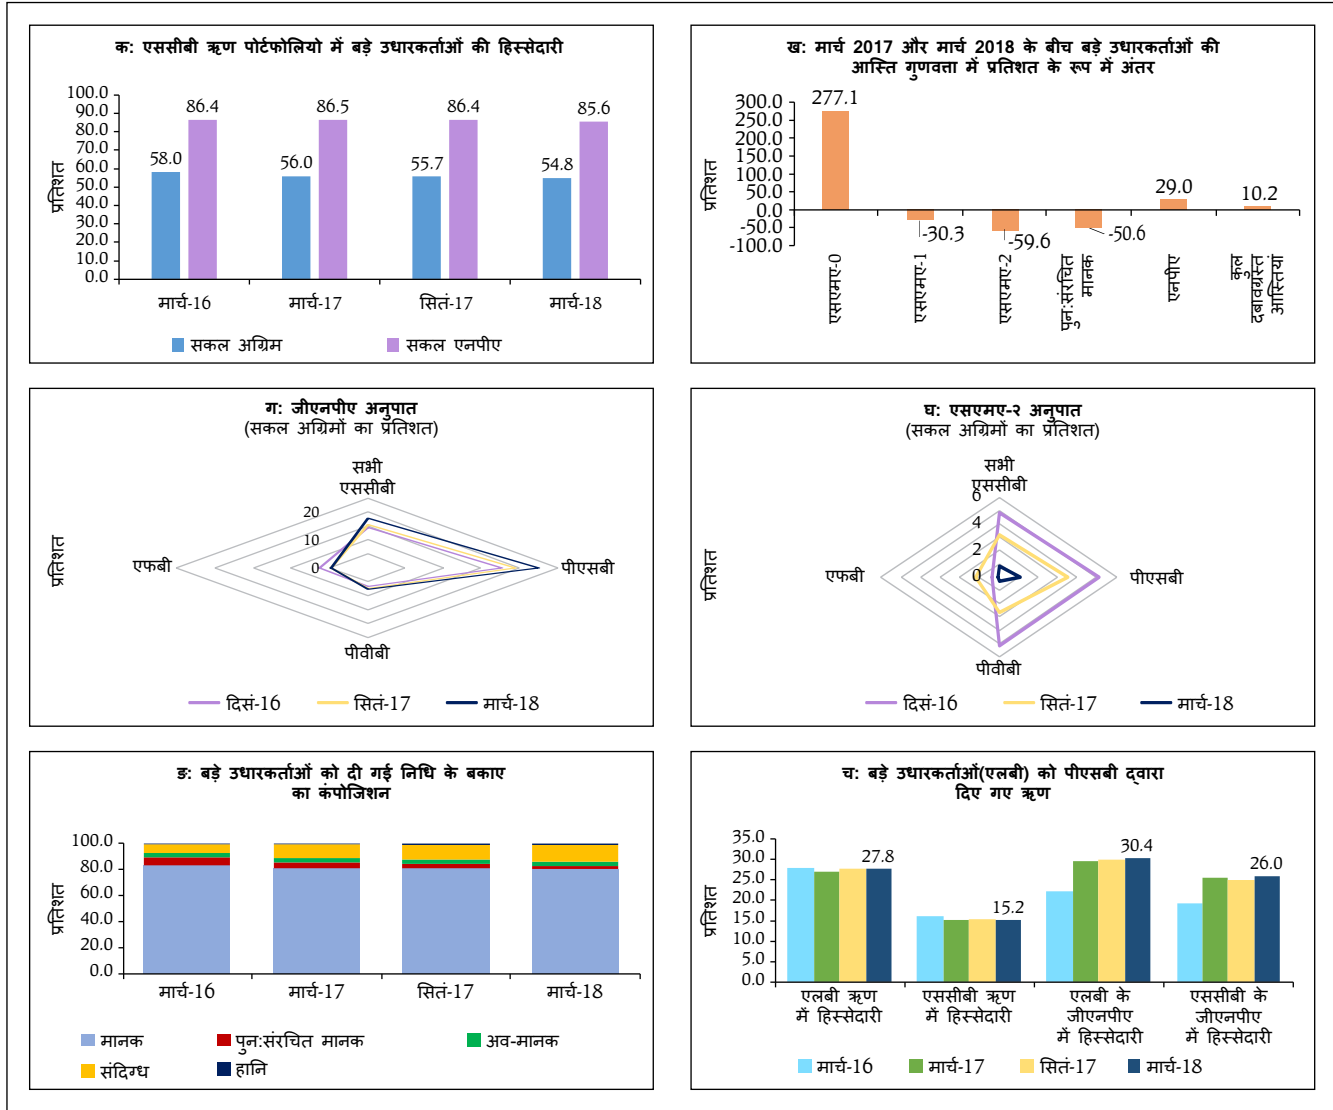 क: एससीबी ऋण पोर्टफोलियो में बड़े उधारकर्ताओं की हिस्सेदारी
प्रतिशत
100.0
90.0
80.0
70.0
60.0
50.0
40.0
30.0
20.0
10.0
0.0
58.0
86.4
56.0
86.5
55.7
86.4
54.8
85.6
मार्च-16
मार्च-17
सितं-17
मार्च-18
सकल अग्रिम
सकल एनपीए
ख: मार्च 2017 और मार्च 2018 के बीच बड़े उधारकर्ताओं की
आस्ति गुणवत्ता में प्रतिशत के रूप में अंतर
प्रतिशत
300.0
250.0
200.0
150.0
100.0
50.0
0.0
-50.0
-100.0
277.1
-30.3
-59.6
-50.6
29.0
10.2
एसएमए-0
एसएमए-1
एसएमए-2
पुन:संरचित
मानक
एनपीए
कुल
दबावग्रस्त
आस्तियां
ग: जीएनपीए अनुपात
(सकल अग्रिमों का प्रतिशत)
प्रतिशत
सभी
एससीबी
20
10
0
एफबी
पीएसबी
पीवीबी
दिसं-16
सितं-17
मार्च-18
घ: एसएमए-२ अनुपात
(सकल अग्रिमों का प्रतिशत)
प्रतिशत
सभी
एससीबी
6
4
2
0
एफबी
पीएसबी
पीवीबी
दिसं-16
सितं-17
मार्च-18
ङ: बड़े उधारकर्ताओं को दी गई निधि के बकाए
का कंपोजिशन
प्रतिशत
100.0
80.0
60.0
40.0
20.0
0.0
मार्च-16
मार्च-17
सितं-17
मार्च-18
मानक
पुन:संरचित मानक
अव-मानक
संदिग्ध
हानि
च: बड़े उधारकर्ताओं(एलबी) को पीएसबी द्वारा
दिए गए ऋण
प्रतिशत
35.0
30.0
25.0
20.0
15.0
10.0
5.0
0.0
27.8
15.2
30.4
26.0
एलबी ऋण
में हिस्सेदारी
एससीबी ऋण
में हिस्सेदारी
एलबी के
जीएनपीए
में हिस्सेदारी
एससीबी के
जीएनपीए
में हिस्सेदारी
मार्च-16
मार्च-17
सितं-17
मार्च-18